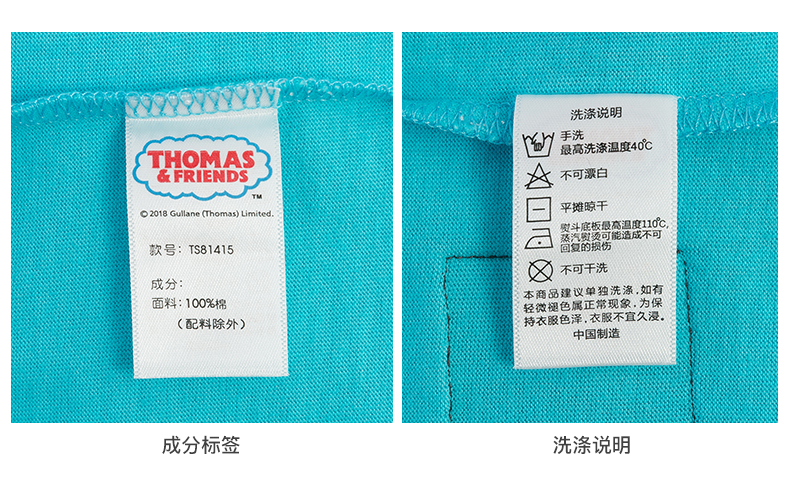 THOMAS
& FRIENDS
™
© 2018 Gullane (Thomas) Limited.
款号：TS81415
成分：
面料：100%棉
（配料除外）
成分标签
洗涤说明
手洗
最高洗涤温度40℃
不可漂白
平摊晾干
熨斗底板最高温度110℃，
蒸汽熨烫可能造成不可
回复的损伤
不可干洗
本商品建议单独洗涤.如有
轻微褪色属正常现象，为保
持衣服色泽，衣服不宜久浸。
中国制造
洗涤说明